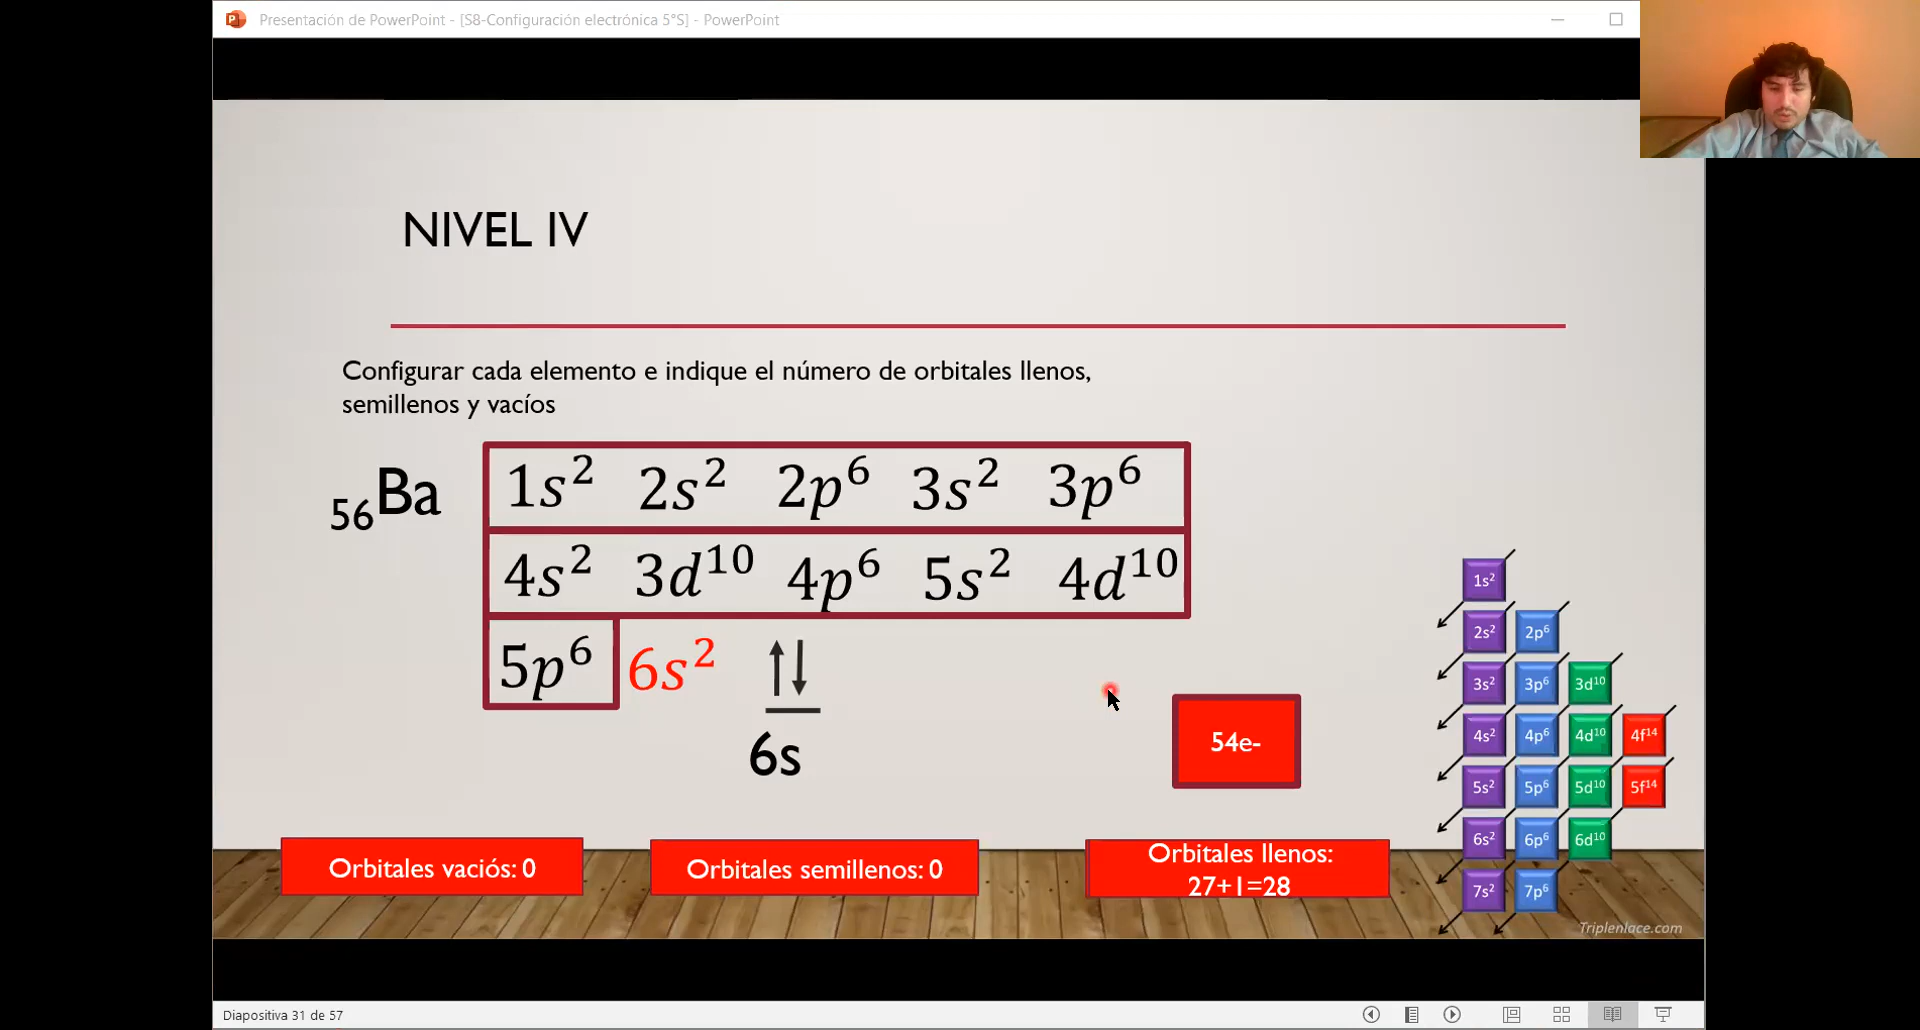 Presentación de PowerPoint - [S8-Configuración electrónica 5°S] - PowerPoint
NIVEL IV
Configurar cada elemento e indique el número de orbitales llenos,
semillenos y vacíos
₅₆Ba
1s² 2s² 2p⁶ 3s² 3p⁶
4s² 3d¹⁰ 4p⁶ 5s² 4d¹⁰
5p⁶ 6s² ↑↓
6s
54e-
1s²
2s² 2p⁶
3s² 3p⁶ 3d¹⁰
4s² 4p⁶ 4d¹⁰ 4f¹⁴
5s² 5p⁶ 5d¹⁰ 5f¹⁴
6s² 6p⁶ 6d¹⁰
7s² 7p⁶
Triplenlace.com
Orbitales vaciós: 0
Orbitales semillenos: 0
Orbitales llenos:
27+1=28
Diapositiva 31 de 57